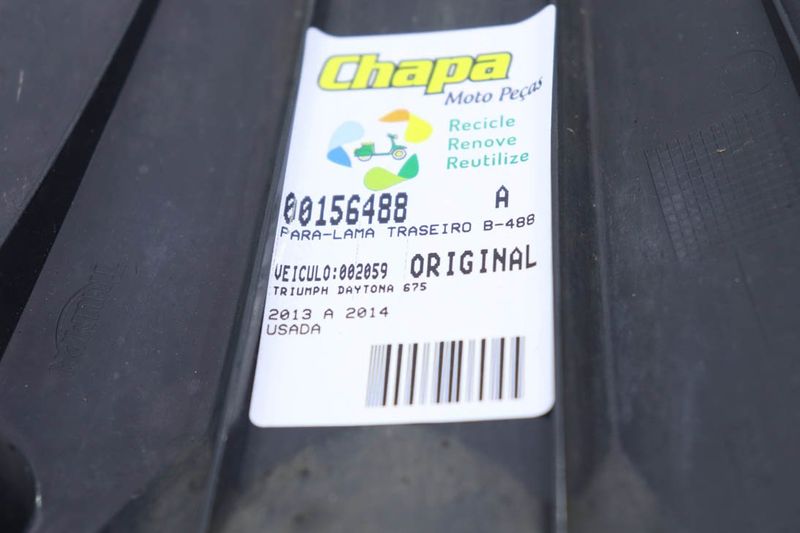 Chapa
Moto Peças
Recicle
Renove
Reutilize
00156488 A
PARA-LAMA TRASEIRO B-488
VEICULO:002059 ORIGINAL
TRIUMPH DAYTONA 675
2013 A 2014
USADA